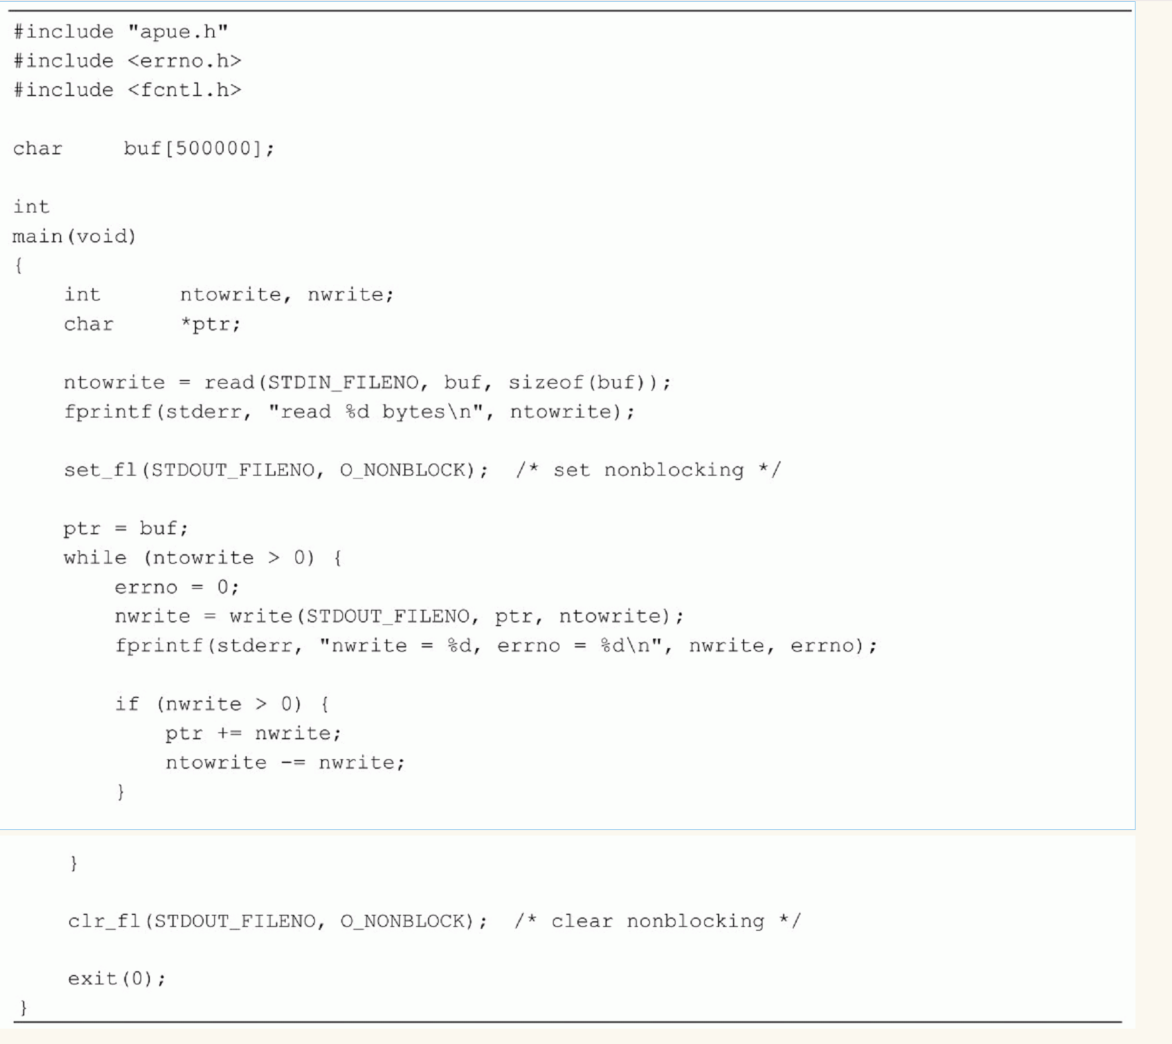 #include "apue.h"
#include <errno.h>
#include <fcntl.h>
char buf[500000];
int
main(void)
{
int ntowrite, nwrite;
char *ptr;
ntowrite = read(STDIN_FILENO, buf, sizeof(buf));
fprintf(stderr, "read %d bytes\n", ntowrite);
set_fl(STDOUT_FILENO, O_NONBLOCK); /* set nonblocking */
ptr = buf;
while (ntowrite > 0) {
errno = 0;
nwrite = write(STDOUT_FILENO, ptr, ntowrite);
fprintf(stderr, "nwrite = %d, errno = %d\n", nwrite, errno);
if (nwrite > 0) {
ptr += nwrite;
ntowrite -= nwrite;
}
}
clr_fl(STDOUT_FILENO, O_NONBLOCK); /* clear nonblocking */
exit(0);
}